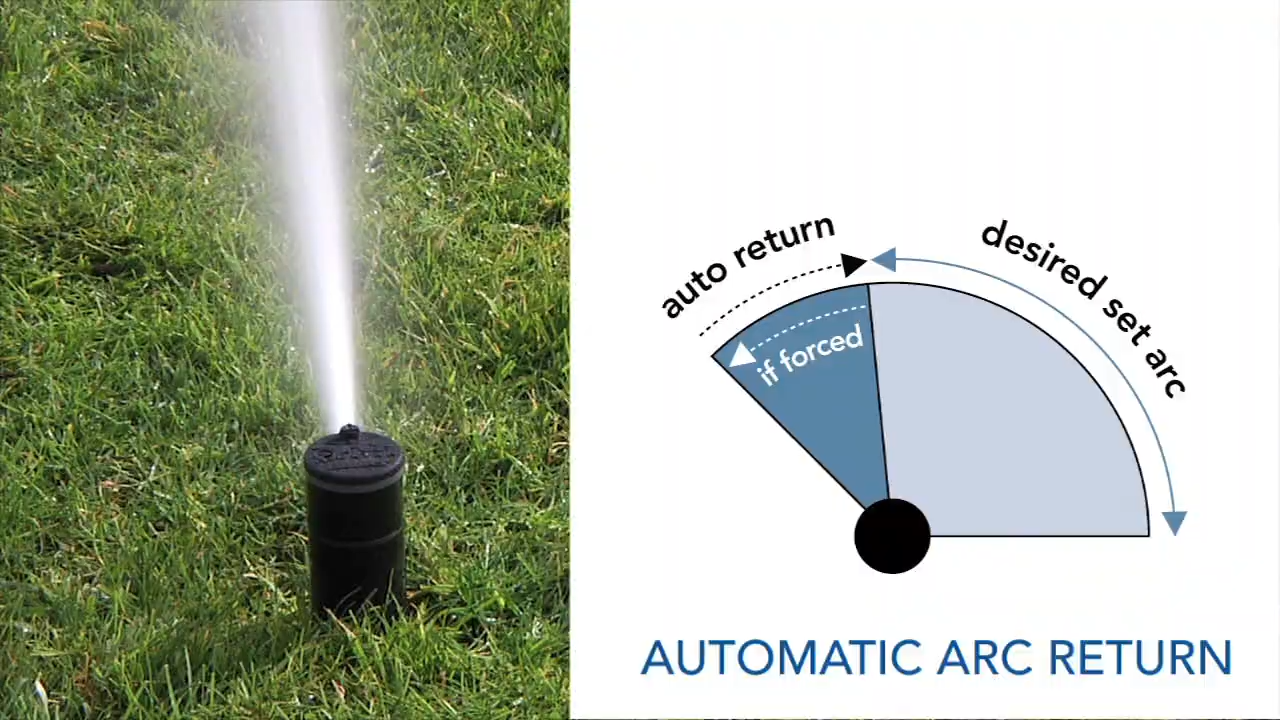 auto return
desired set arc
if forced
AUTOMATIC ARC RETURN